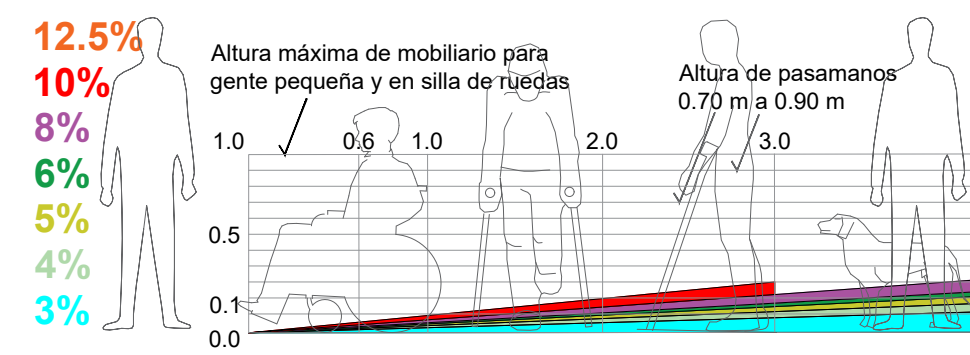 12.5%
10%
8%
6%
5%
4%
3%
Altura máxima de mobiliario para
gente pequeña y en silla de ruedas
Altura de pasamanos
0.70 m a 0.90 m
1.0 0.6 1.0 2.0 3.0
0.5
0.1
0.0